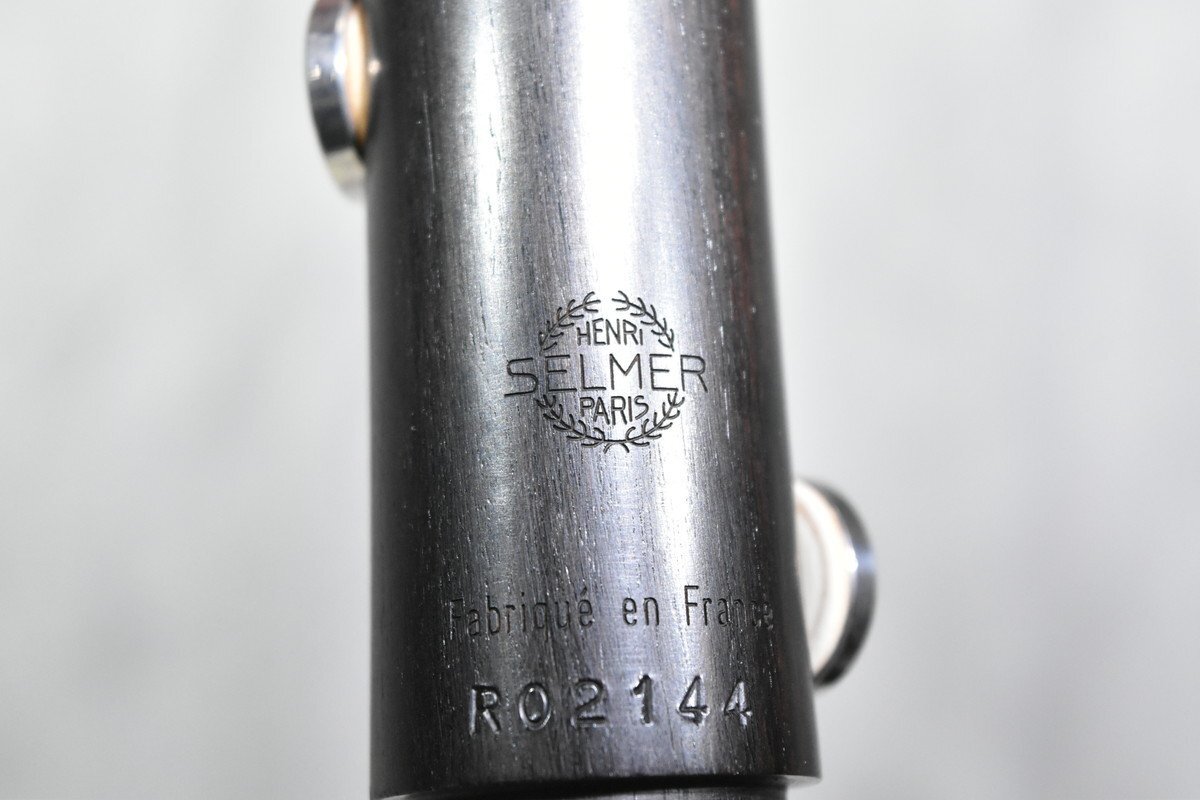 HENRI
SELMER
PARIS
Fabriqué en France
R02144